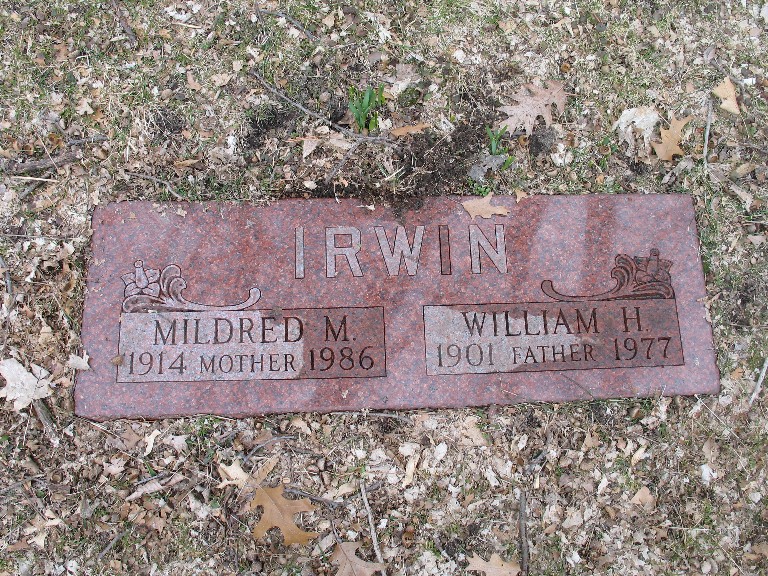 IRWIN
MILDRED M.
1914 MOTHER 1986
WILLIAM H.
1901 FATHER 1977